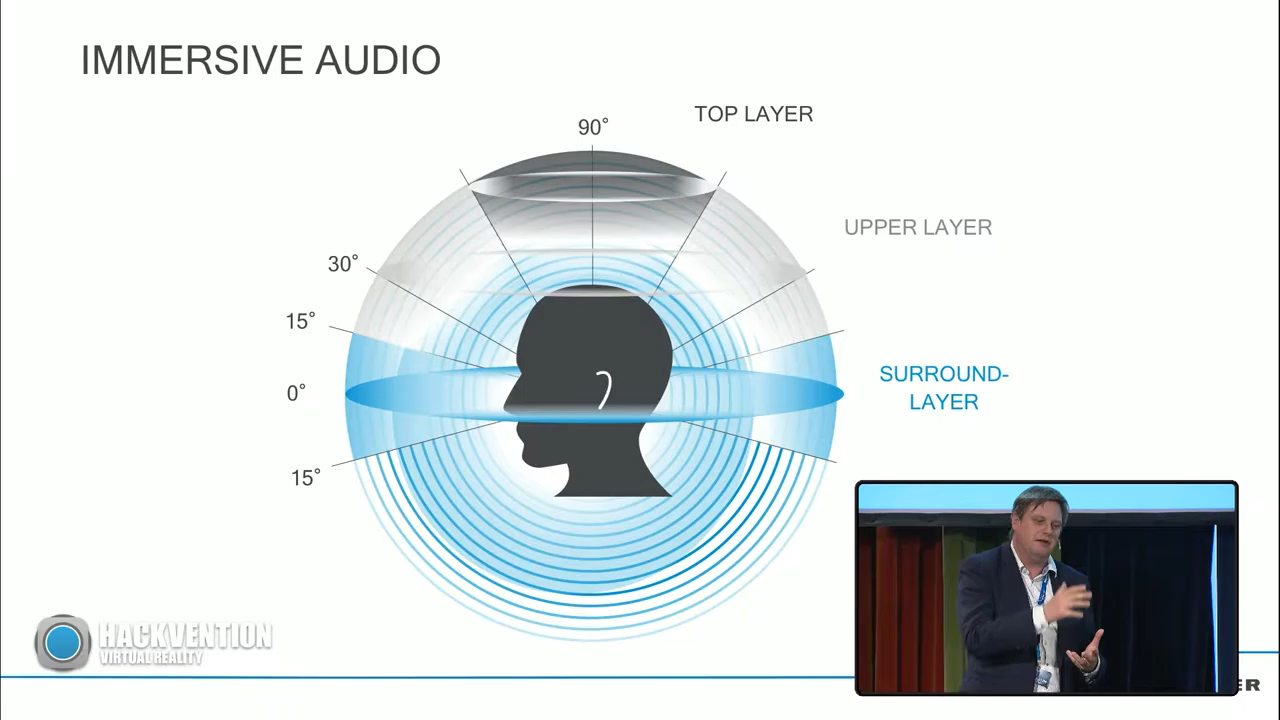 IMMERSIVE AUDIO
90°
TOP LAYER
UPPER LAYER
30°
15°
0°
SURROUND-
LAYER
15°
HACKVENTION
VIRTUAL REALITY
ER